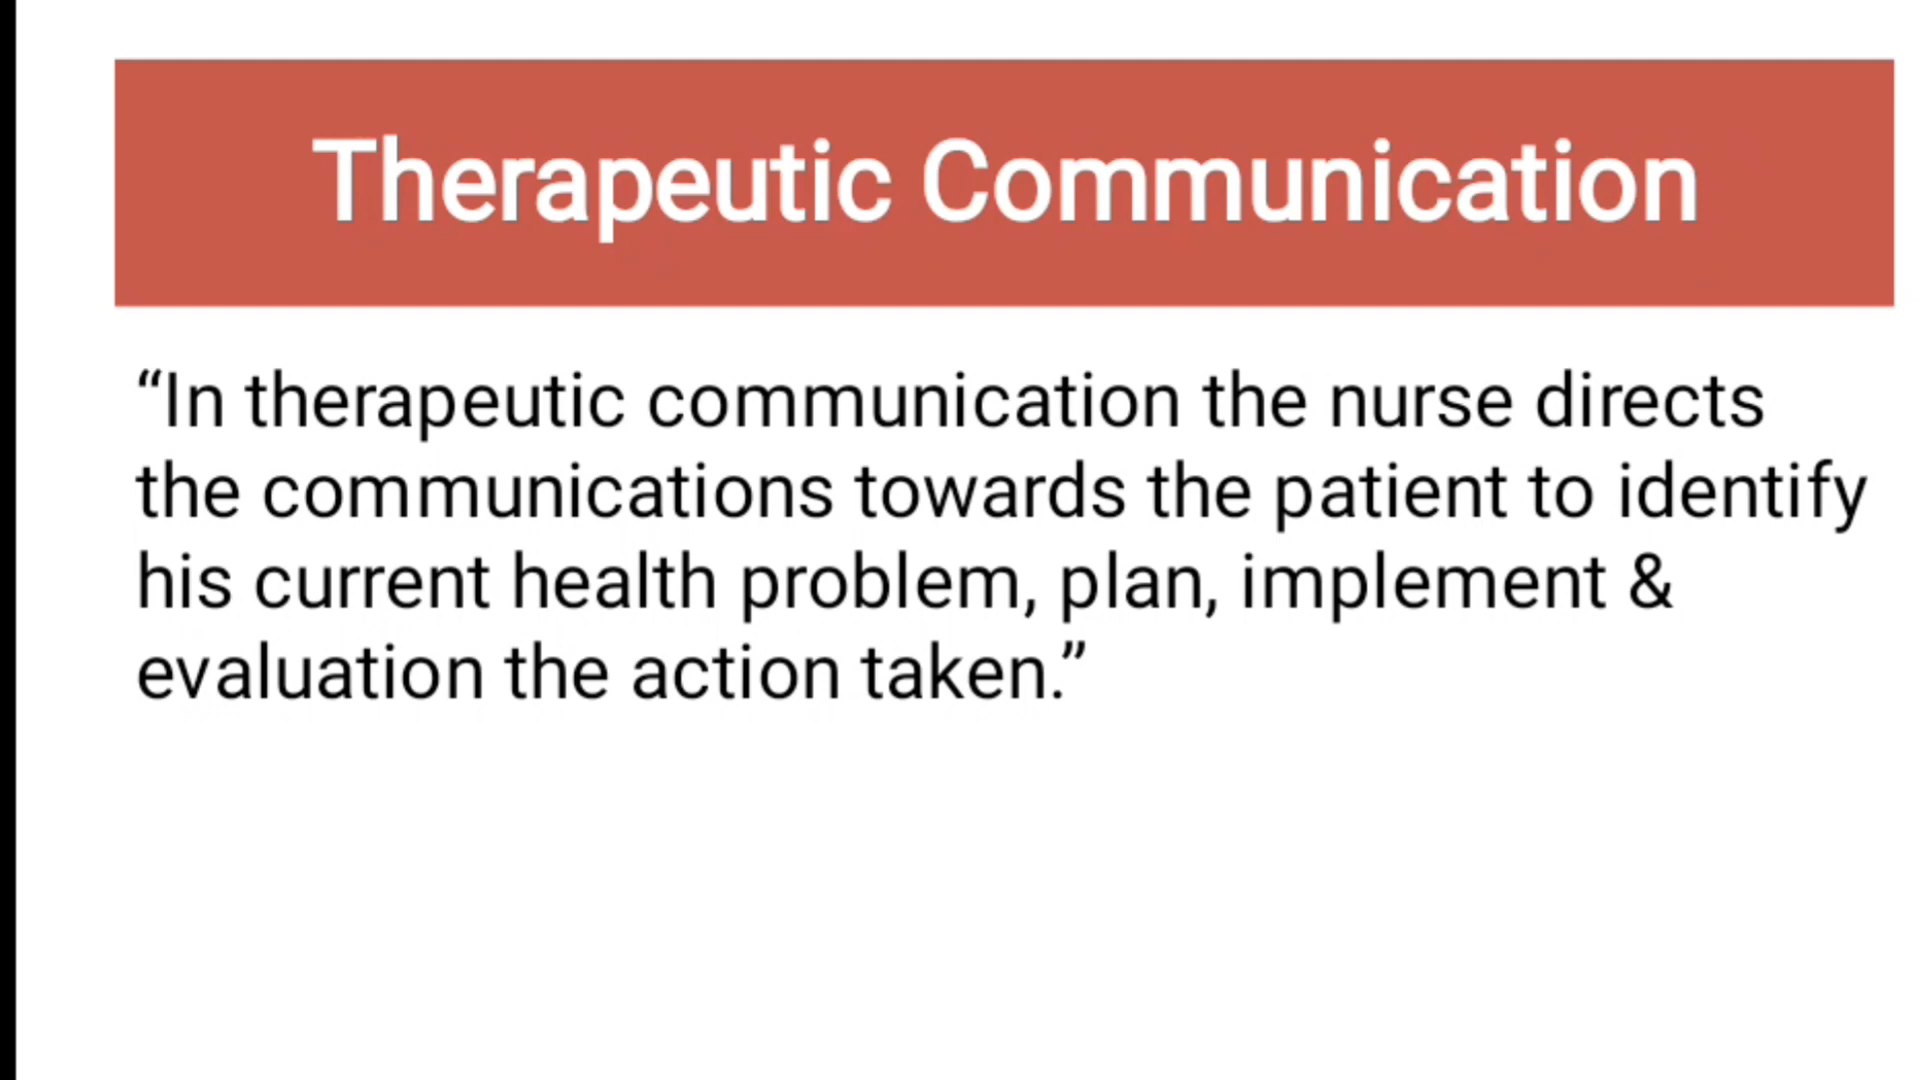 Therapeutic Communication
“In therapeutic communication the nurse directs
the communications towards the patient to identify
his current health problem, plan, implement &
evaluation the action taken.”